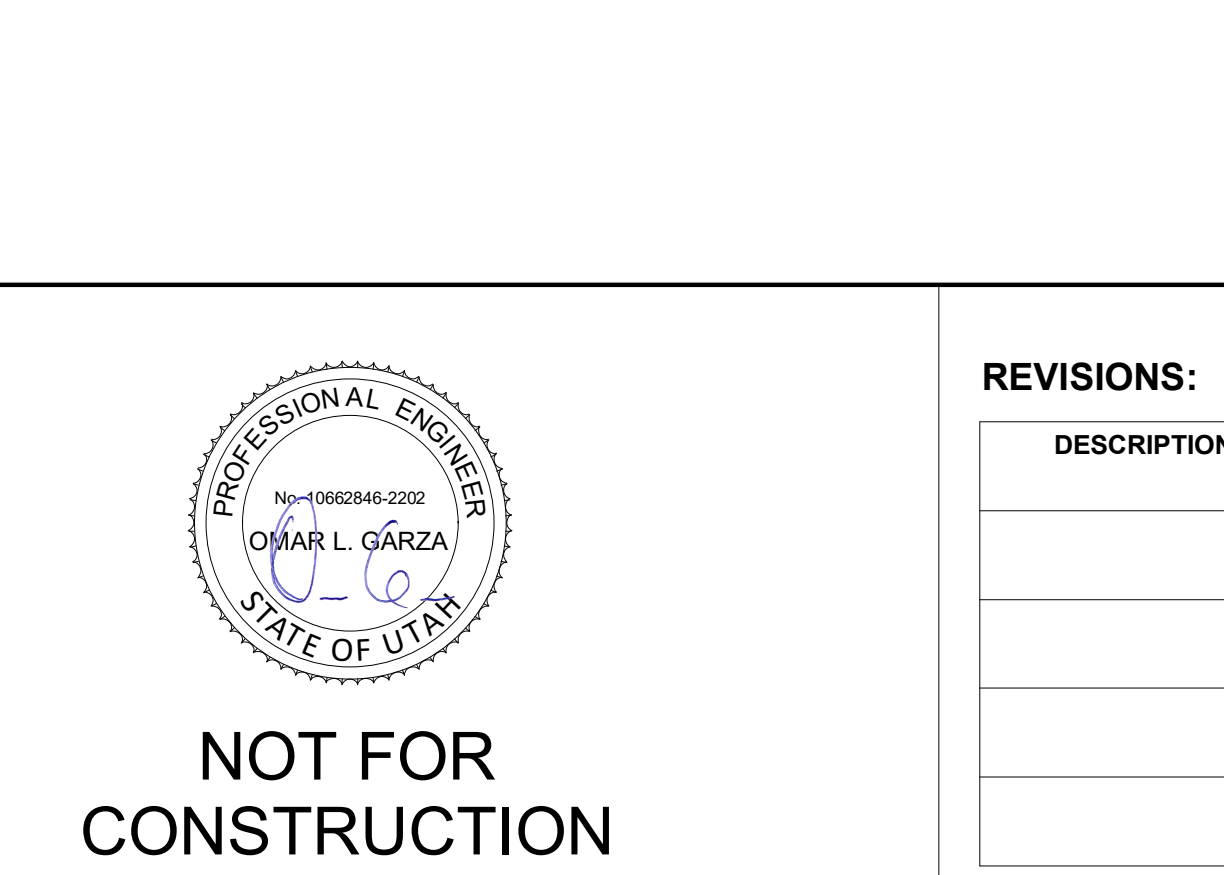 PROFESSIONAL ENGINEER
No. 10662846-2202
OMAR L. GARZA
STATE OF UTAH
NOT FOR
CONSTRUCTION
REVISIONS:
DESCRIPTION